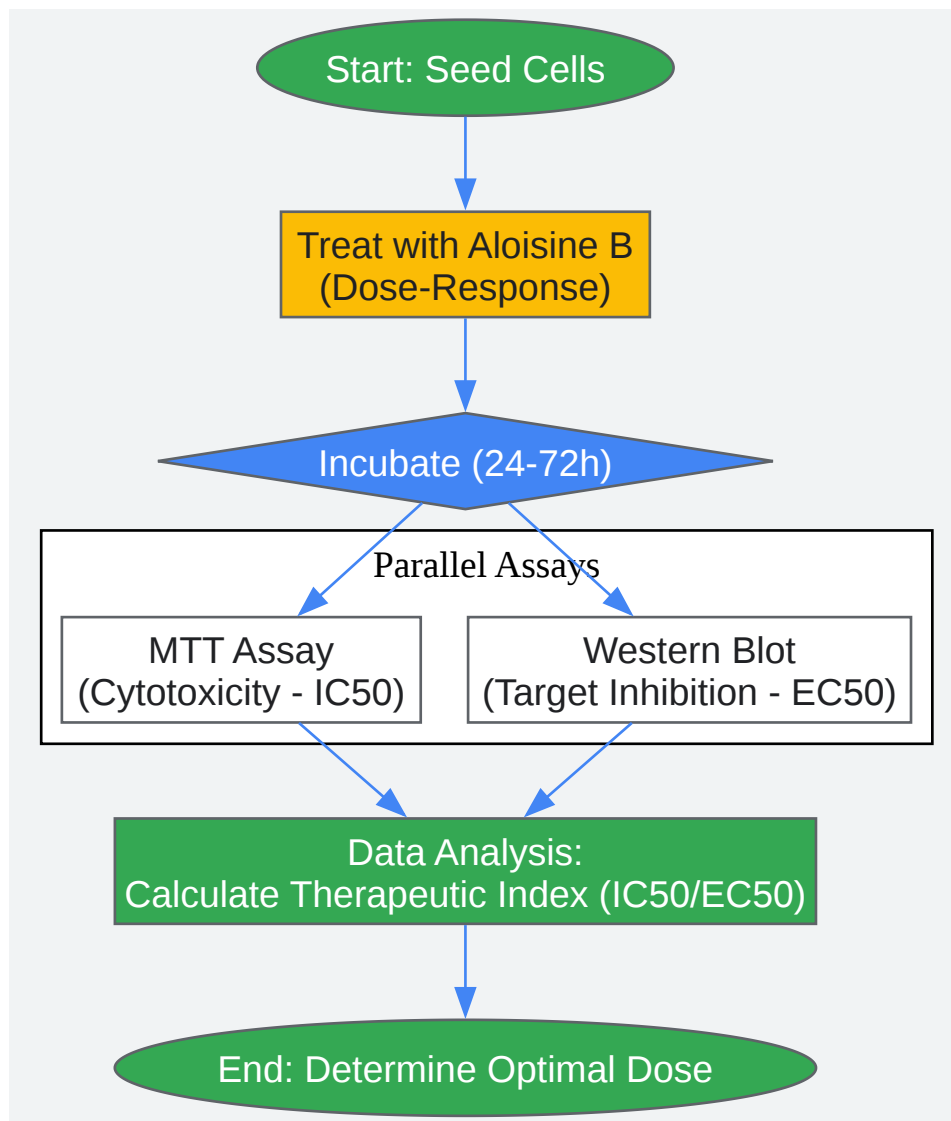 Start: Seed Cells
Treat with Aloisine B
(Dose-Response)
Incubate (24-72h)
Parallel Assays
MTT Assay
(Cytotoxicity - IC50)
Western Blot
(Target Inhibition - EC50)
Data Analysis:
Calculate Therapeutic Index (IC50/EC50)
End: Determine Optimal Dose